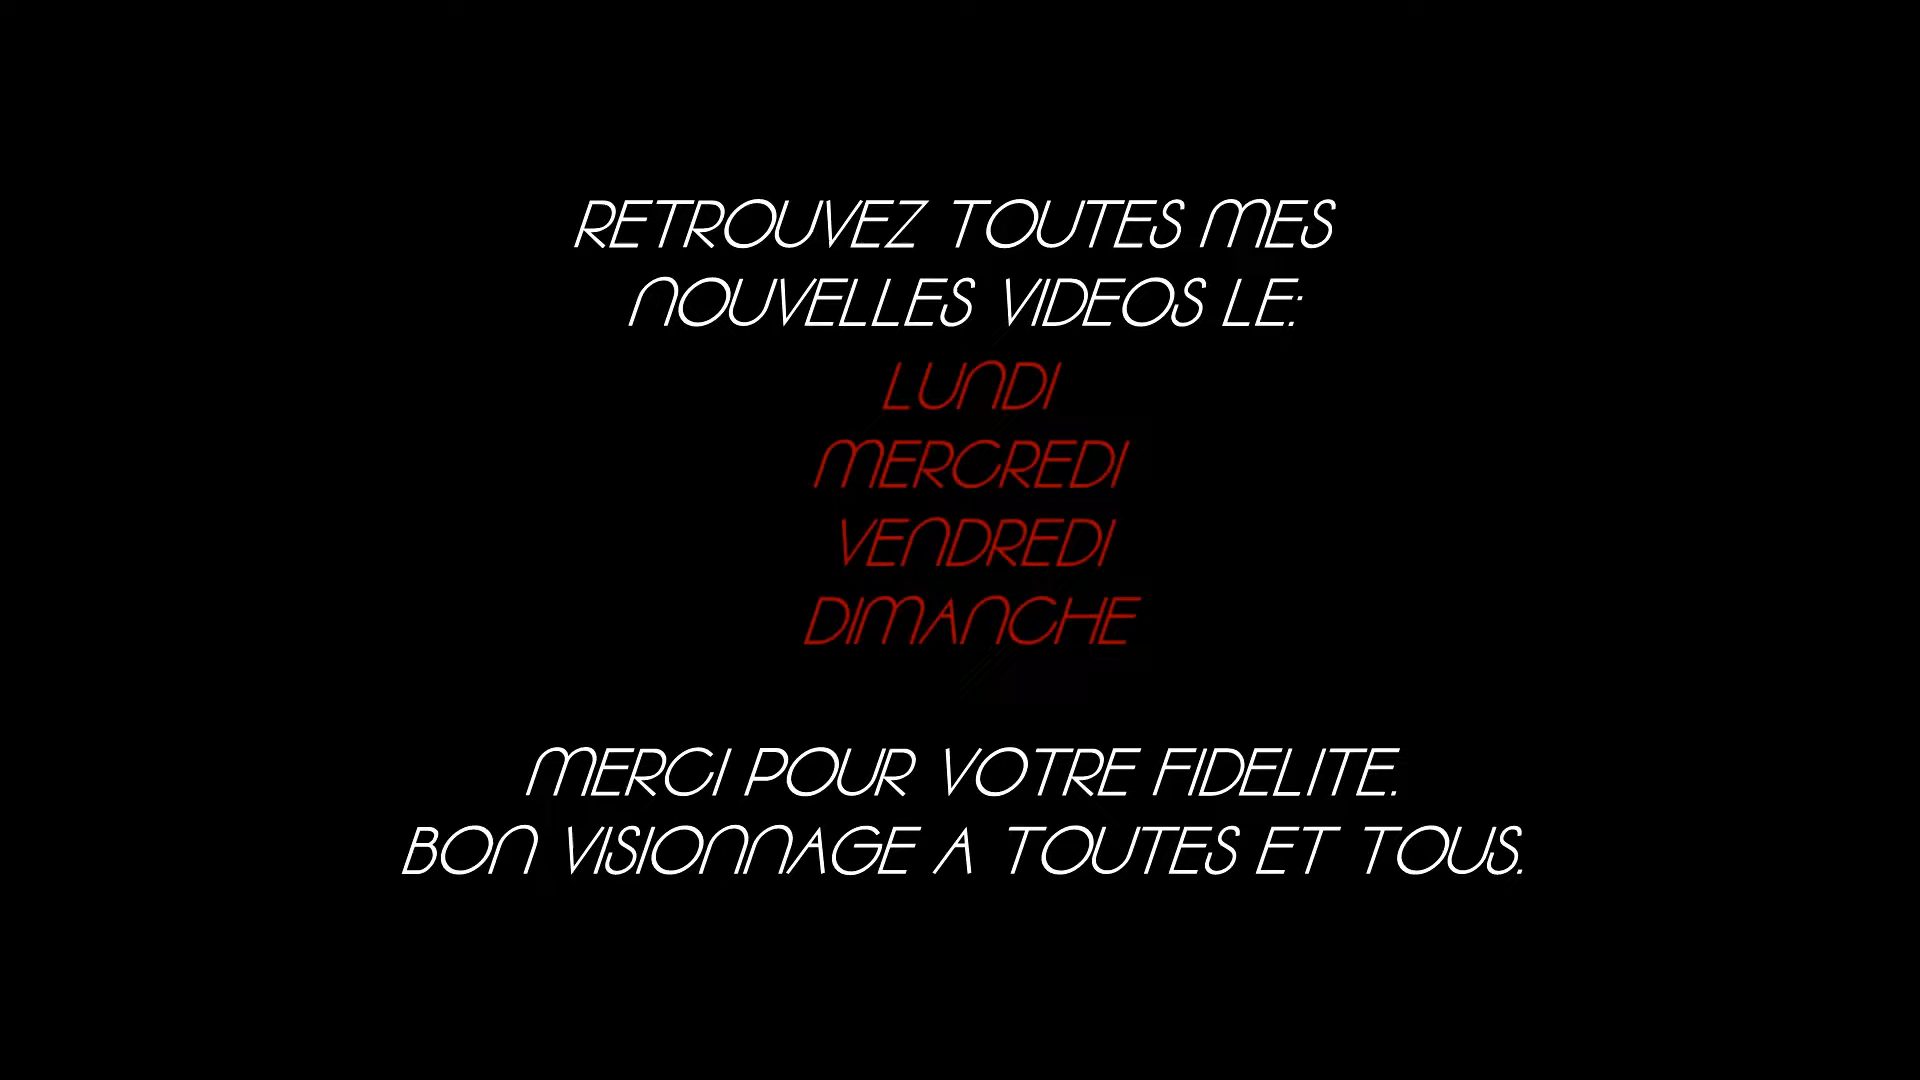 RETROUVEZ TOUTES MES
NOUVELLES VIDEOS LE:
LUNDI
MERCREDI
VENDREDI
DIMANCHE
MERCI POUR VOTRE FIDELITE.
BON VISIONNAGE A TOUTES ET TOUS.